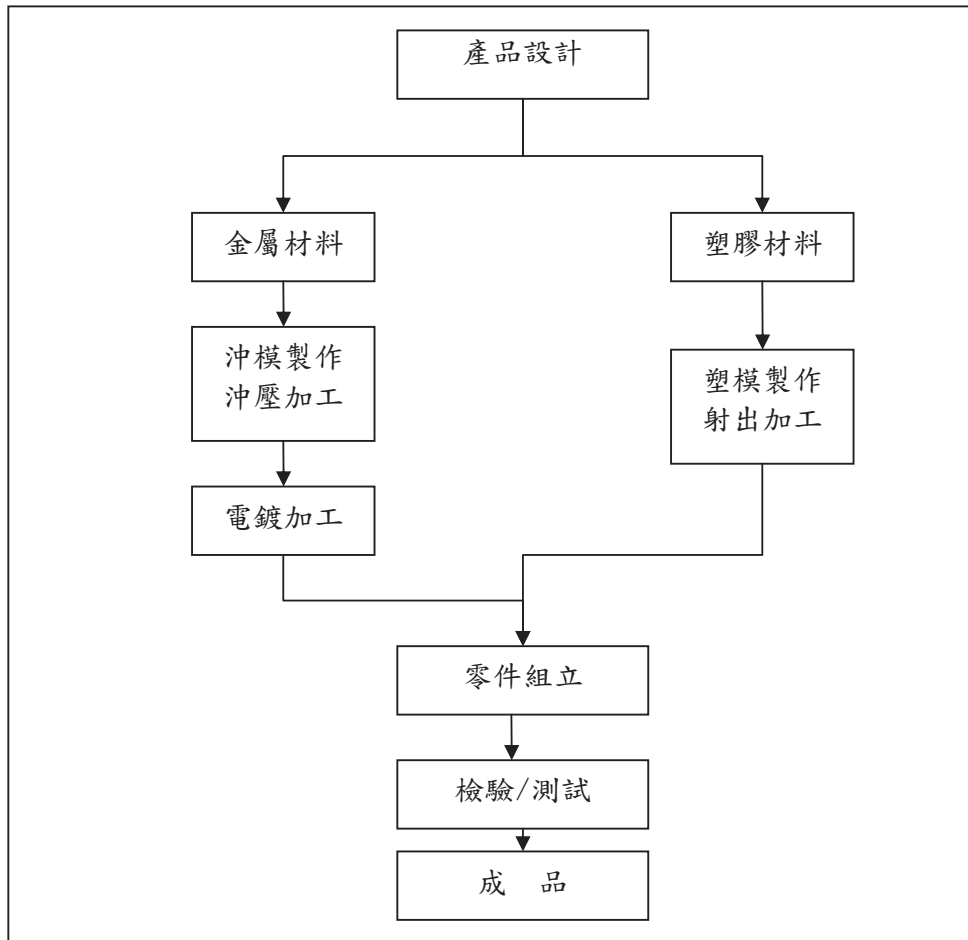 產品設計
金屬材料
塑膠材料
沖模製作
沖壓加工
塑模製作
射出加工
電鍍加工
零件組立
檢驗/測試
成 品